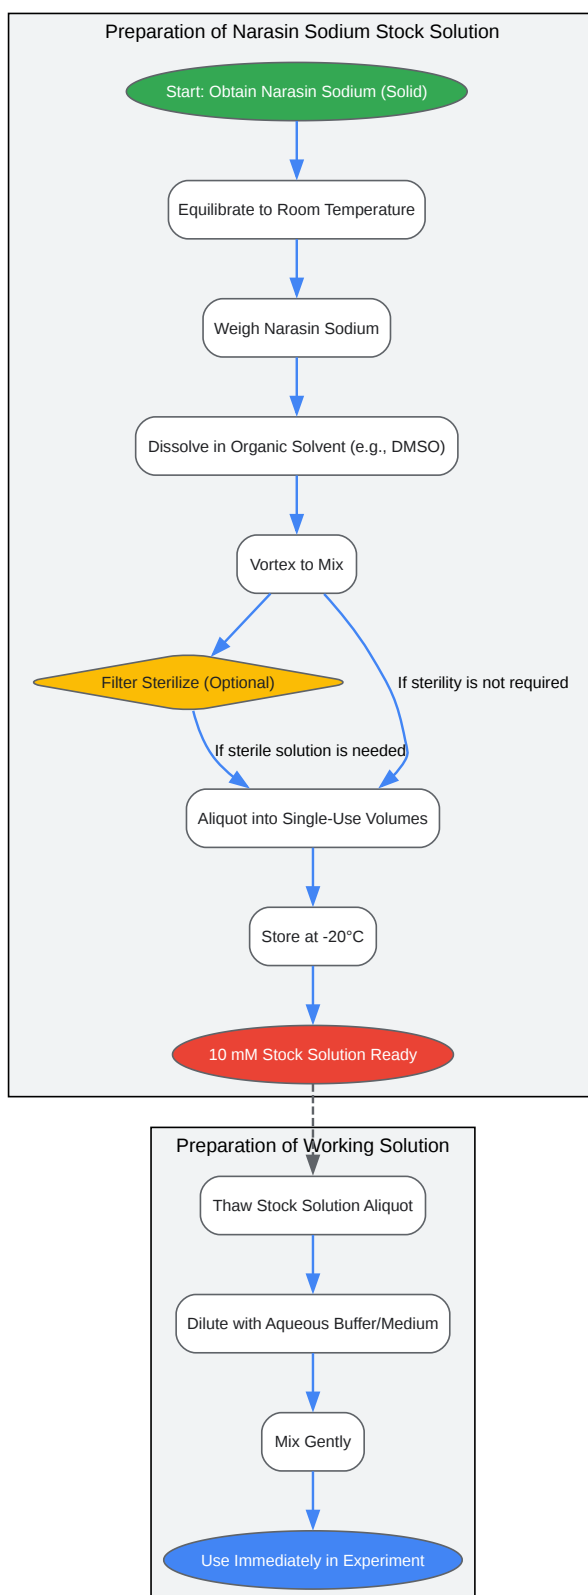 Preparation of Narasin Sodium Stock Solution
Start: Obtain Narasin Sodium (Solid)
Equilibrate to Room Temperature
Weigh Narasin Sodium
Dissolve in Organic Solvent (e.g., DMSO)
Vortex to Mix
Filter Sterilize (Optional)
If sterility is not required
If sterile solution is needed
Aliquot into Single-Use Volumes
Store at -20°C
10 mM Stock Solution Ready
Preparation of Working Solution
Thaw Stock Solution Aliquot
Dilute with Aqueous Buffer/Medium
Mix Gently
Use Immediately in Experiment